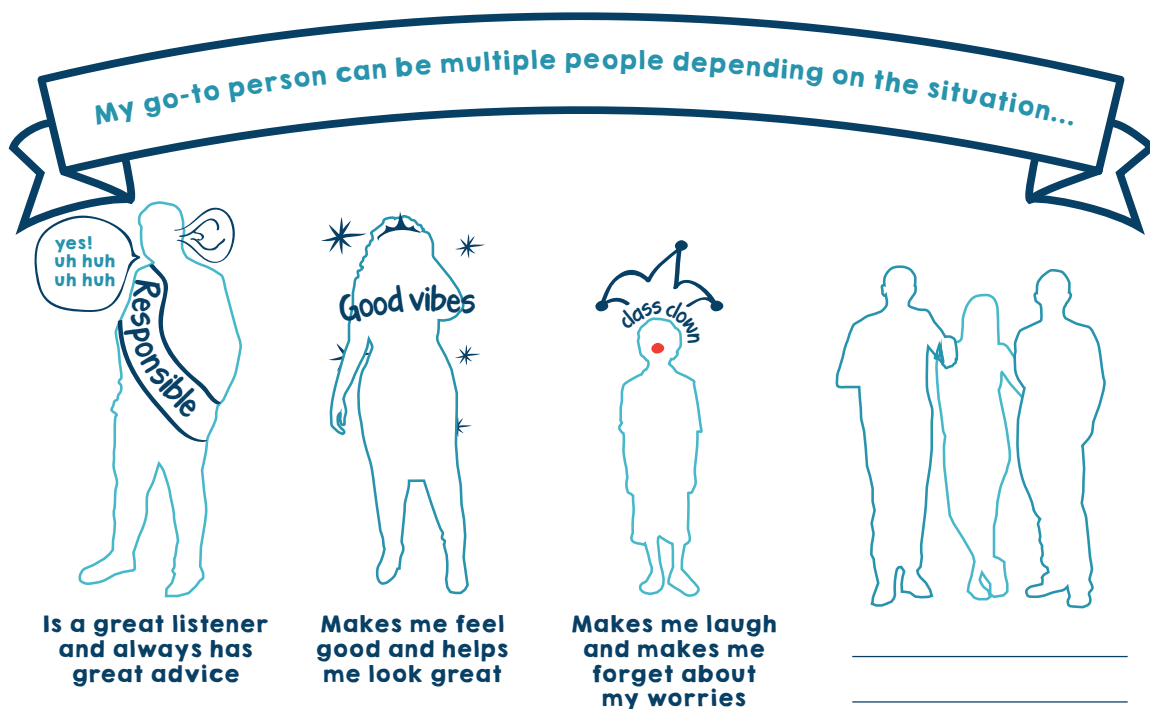 My go-to person can be multiple people depending on the situation...
yes!
uh huh
uh huh
Responsible
Good vibes
class clown
Is a great listener
and always has
great advice
Makes me feel
good and helps
me look great
Makes me laugh
and makes me
forget about
my worries